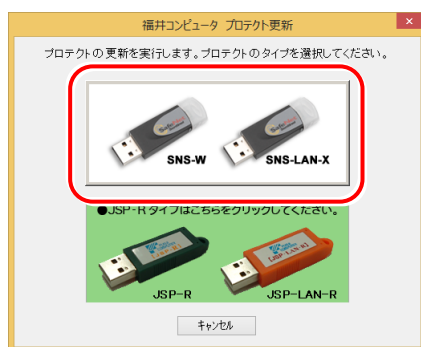 福井コンピュータ プロテクト更新
プロテクトの更新を実行します。プロテクトのタイプを選択してください。
SNS-W
SNS-LAN-X
●JSP-Rタイプはこちらをクリックしてください。
JSP-R
JSP-LAN-R
キャンセル